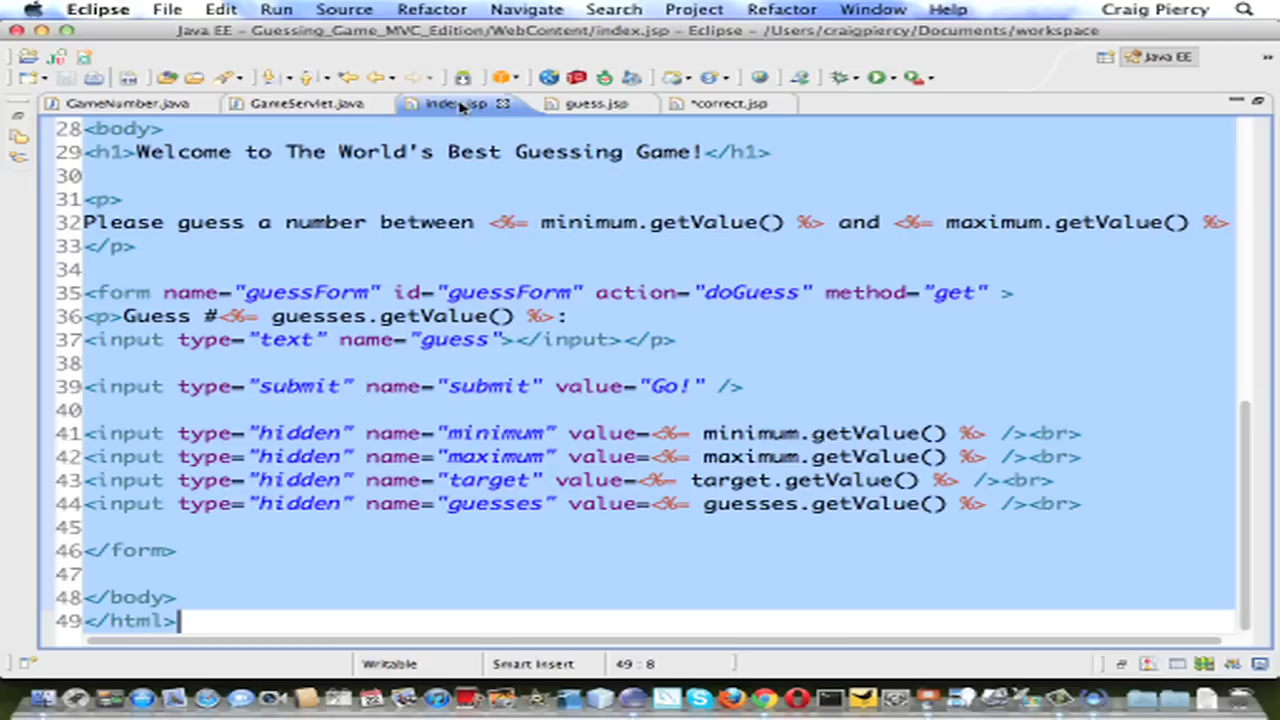 Eclipse File Edit Run Source Refactor Navigate Search Project Refactor Window Help Craig Piercy
Java EE - Guessing_Game_MVC_Edition/WebContent/index.jsp - Eclipse - /Users/craigpiercy/Documents/workspace
Java EE
GameNumber.java GameServlet.java index.jsp guess.jsp *correct.jsp
28 <body>
29 <h1>Welcome to The World's Best Guessing Game!</h1>
30
31 <p>
32 Please guess a number between <%= minimum.getValue() %> and <%= maximum.getValue() %>
33 </p>
34
35 <form name="guessForm" id="guessForm" action="doGuess" method="get" >
36 <p>Guess #<%= guesses.getValue() %>:
37 <input type="text" name="guess"></input></p>
38
39 <input type="submit" name="submit" value="Go!" />
40
41 <input type="hidden" name="minimum" value=<%= minimum.getValue() %> /><br>
42 <input type="hidden" name="maximum" value=<%= maximum.getValue() %> /><br>
43 <input type="hidden" name="target" value=<%= target.getValue() %> /><br>
44 <input type="hidden" name="guesses" value=<%= guesses.getValue() %> /><br>
45
46 </form>
47
48 </body>
49 </html>
Writable Smart Insert 49 : 8